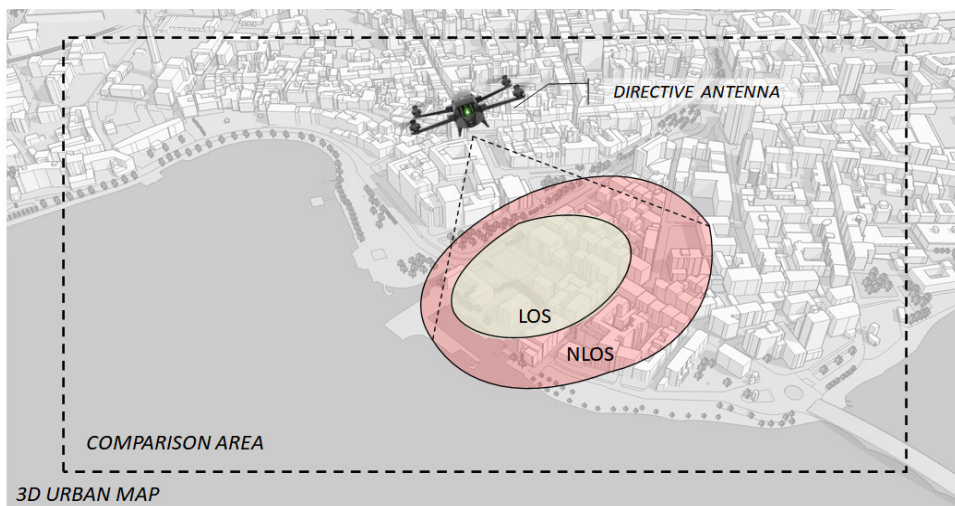 DIRECTIVE ANTENNA
LOS
NLOS
COMPARISON AREA
3D URBAN MAP